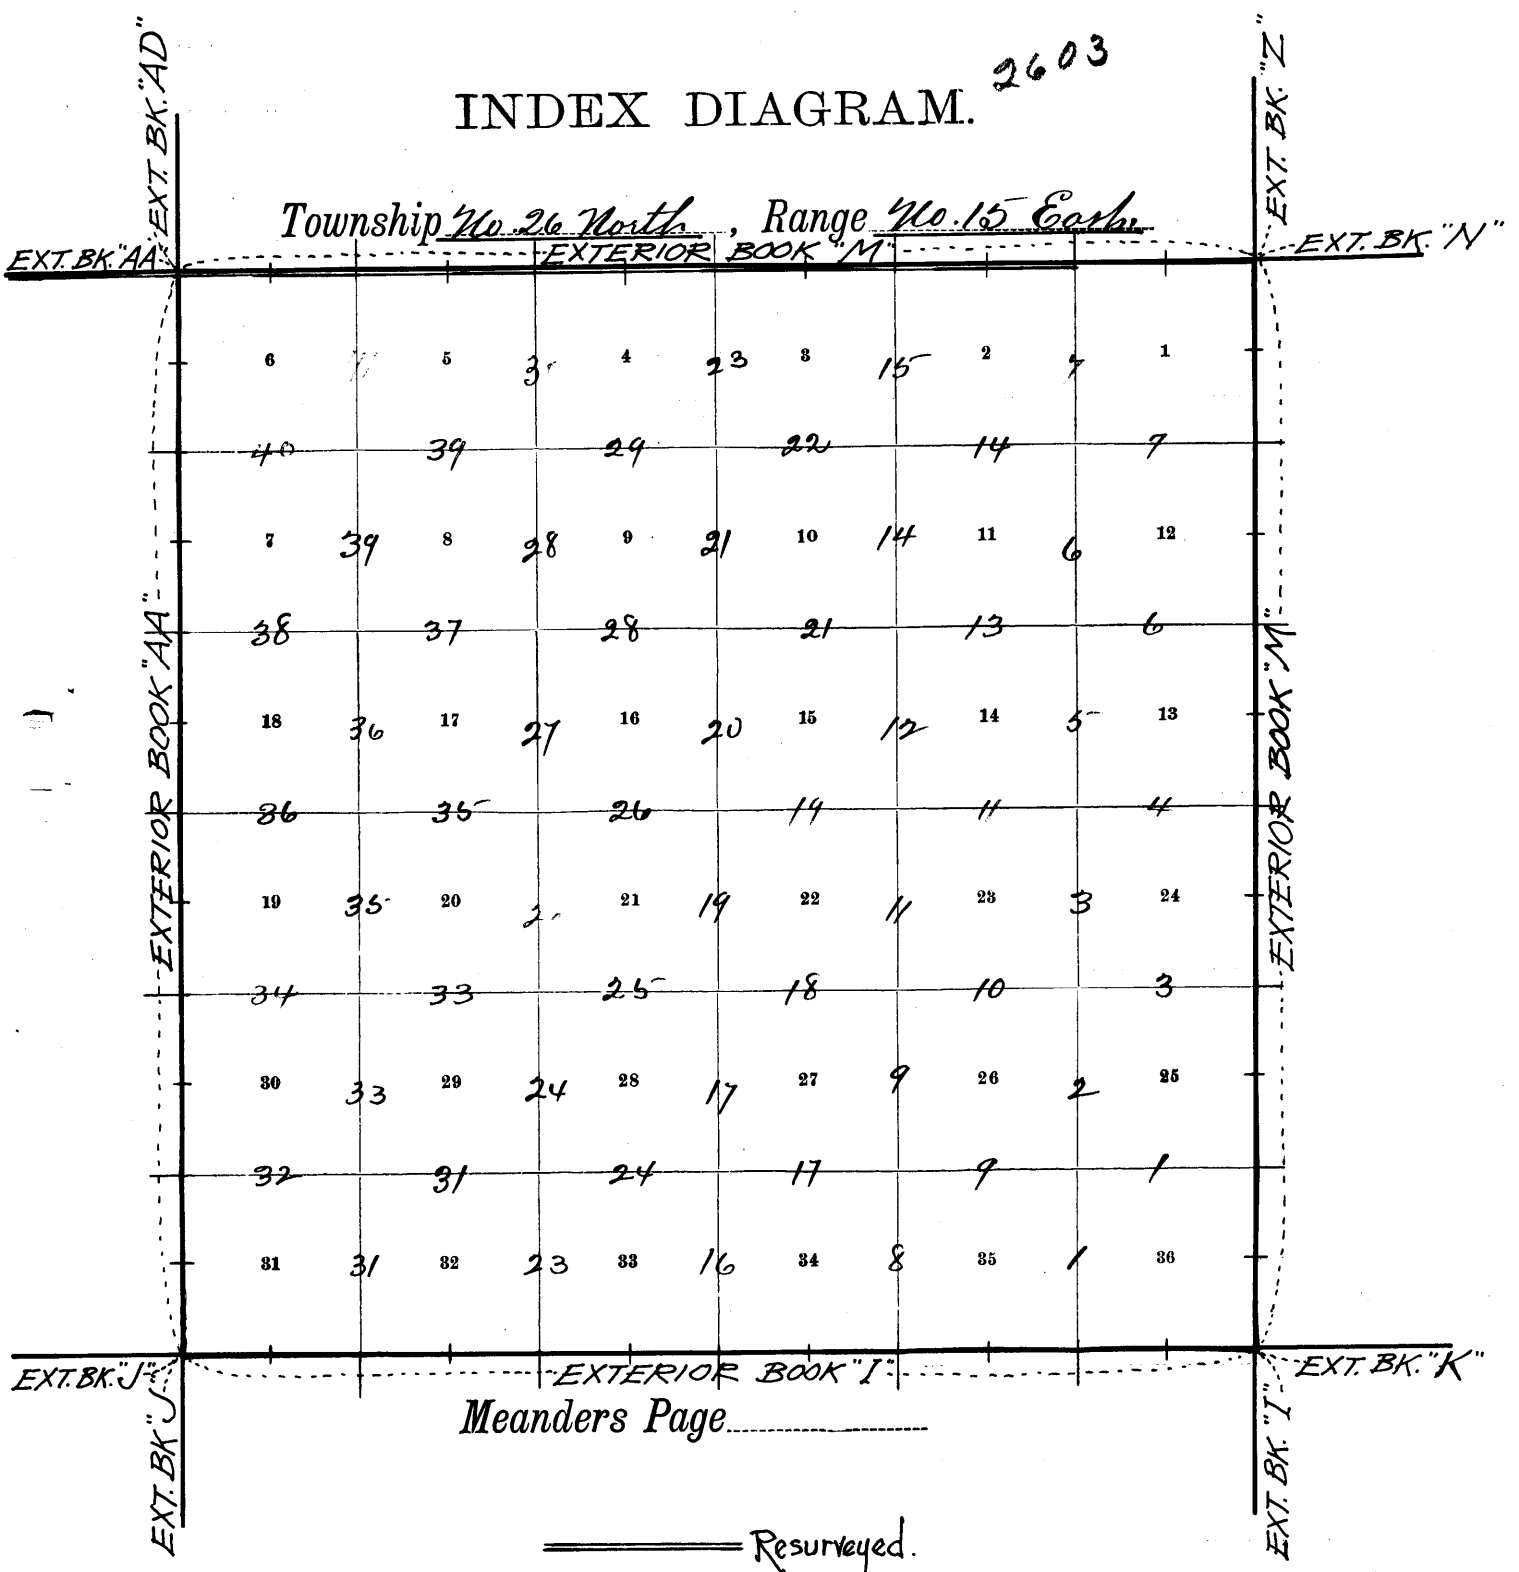 2603
INDEX DIAGRAM.
Township No. 26 North, Range No. 15 East.
EXT. BK. "AD"
EXT. BK. "Z"
EXT. BK. "AA"
EXTERIOR BOOK "M"
EXT. BK. "N"
6 5 4 23 3 15 2 7 1
40 39 29 22 14 7
7 39 8 28 9 21 10 14 11 6 12
38 37 28 21 13 6
EXTERIOR BOOK "AA"
EXTERIOR BOOK "M"
18 36 17 27 16 20 15 12 14 5 13
36 35 26 19 11 4
19 35 20 21 19 22 11 23 3 24
34 33 25 18 10 3
30 33 29 24 28 17 27 9 26 2 25
32 31 24 17 9 1
31 31 32 23 33 16 34 8 35 1 36
EXT. BK. "J"
EXTERIOR BOOK "I"
EXT. BK. "K"
EXT. BK "J"
EXT. BK. "I"
Meanders Page
Resurveyed.